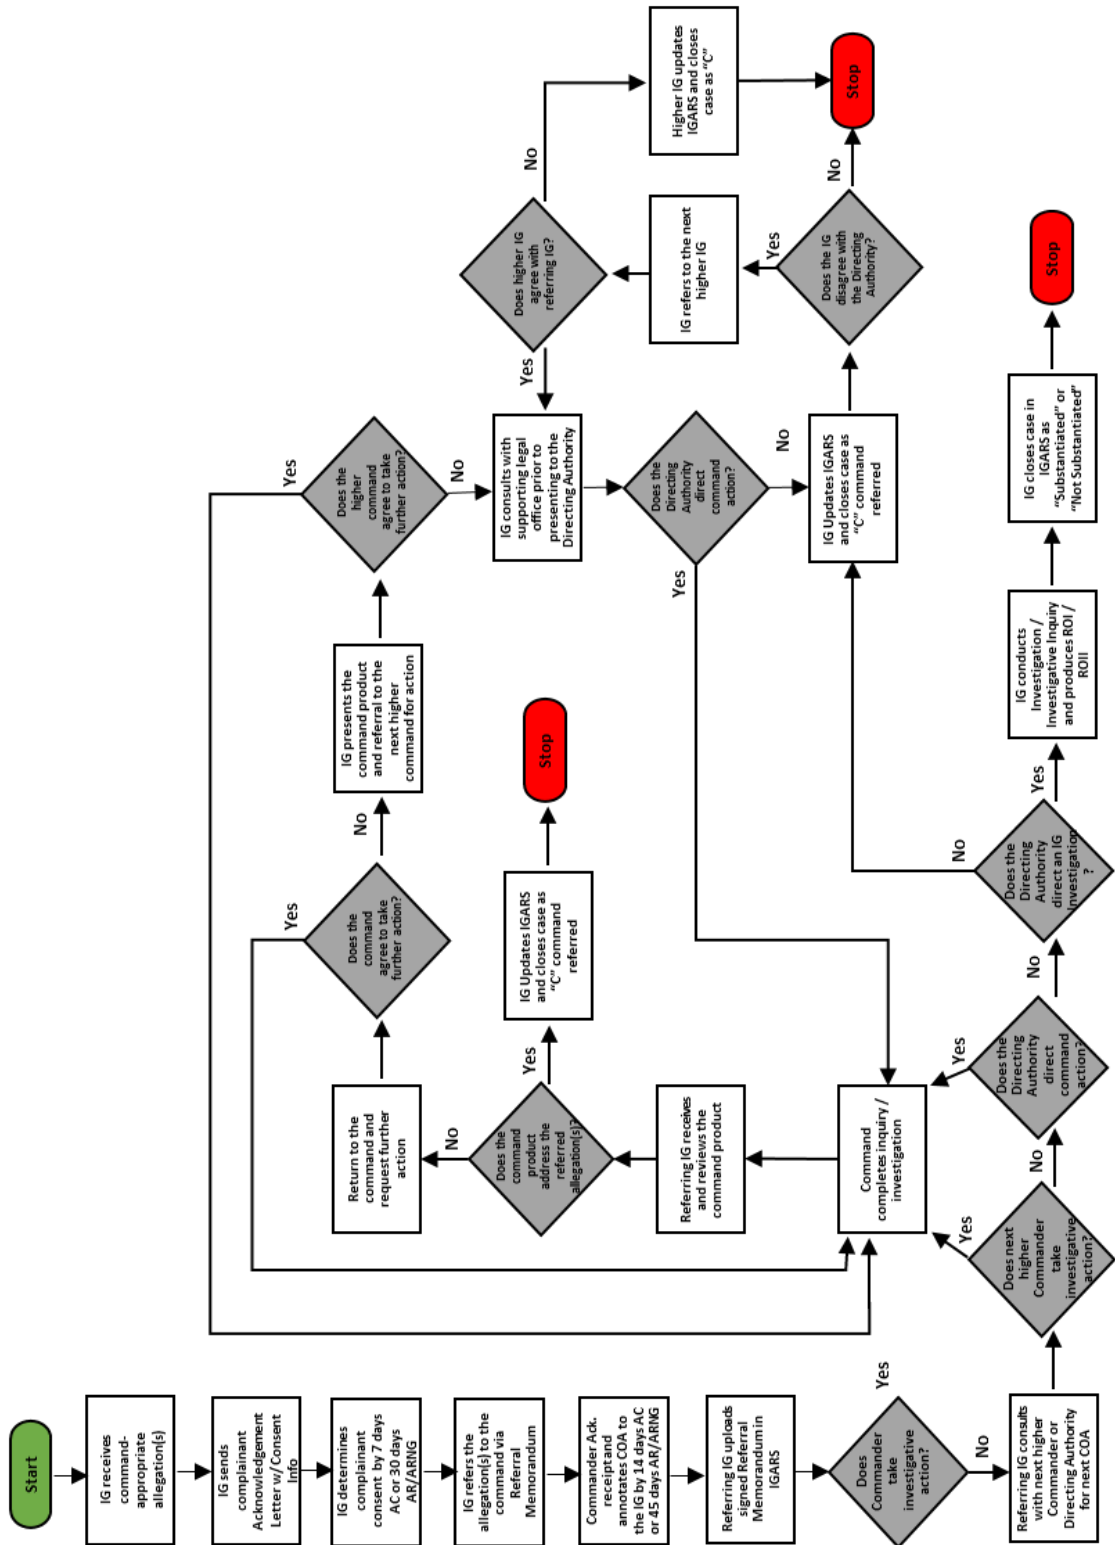 Start
IG receives
command-
appropriate
allegation(s)
IG sends
complainant
Acknowledgement
Letter w/ Consent
Info
IG determines
complainant
consent by 7 days
AC or 30 days
AR/ARNG
IG refers the
allegation(s) to the
command via
Referral
Memorandum
Commander Ack.
receipt and
annotates COA to
the IG by 14 days AC
or 45 days AR/ARNG
Referring IG uploads
signed Referral
Memorandum in
IGARS
Does
Commander
take
investigative
action?
Yes
No
Referring IG consults
with next higher
Commander or
Directing Authority
for next COA
Does next
higher
Commander
take
investigative
action?
Yes
No
Does the
Directing
Authority
direct
command
action?
Yes
No
Does the
Directing
Authority
direct an IG
Investigation
?
No
Yes
IG conducts
Investigation /
Investigative Inquiry
and produces ROI /
ROII
IG closes case in
IGARS as
“Substantiated” or
“Not Substantiated”
Stop
Command
completes inquiry /
investigation
Referring IG receives
and reviews the
command product
Does the
command
product
address the
referred
allegation(s)?
Yes
No
IG Updates IGARS
and closes case as
“C” command
referred
Stop
Return to the
command and
request further
action
Does the
command
agree to take
further action?
Yes
No
IG presents the
command product
and referral to the
next higher
command for action
Does the
higher
command
agree to take
further action?
Yes
No
IG consults with
supporting legal
office prior to
presenting to the
Directing Authority
Does the
Directing
Authority
direct
command
action?
Yes
No
IG Updates IGARS
and closes case as
“C” command
referred
Does the IG
disagree with
the Directing
Authority?
Yes
No
IG refers to the next
higher IG
Does higher IG
agree with
referring IG?
Yes
No
Higher IG updates
IGARS and closes
case as “C”
Stop